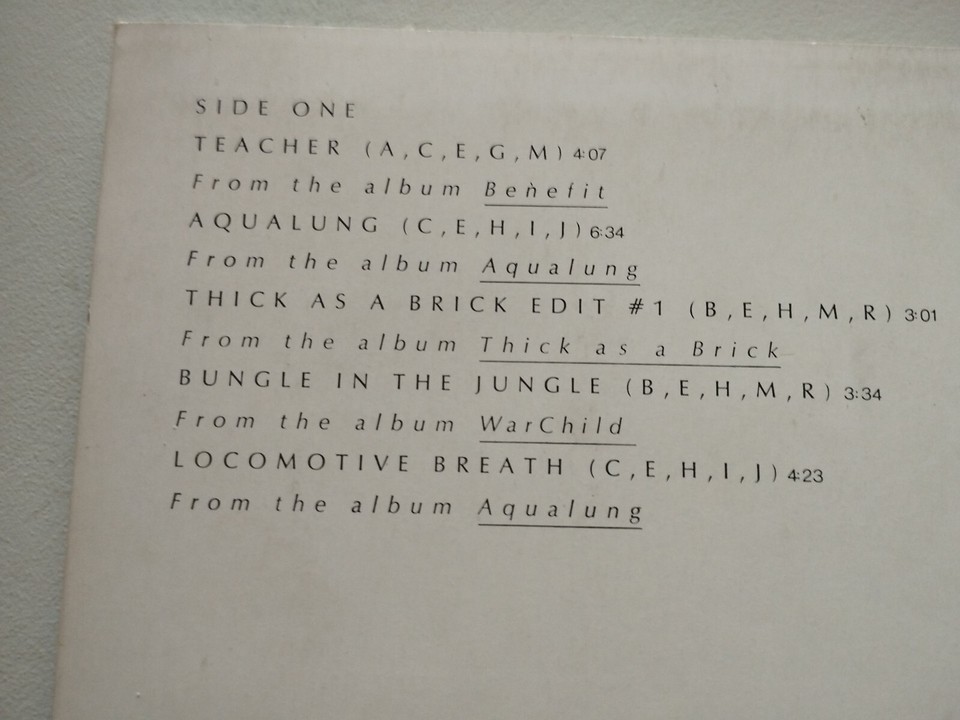 SIDE ONE
TEACHER (A,C,E,G,M) 4:07
From the album Benefit
AQUALUNG (C,E,H,I,J) 6:34
From the album Aqualung
THICK AS A BRICK EDIT #1 (B,E,H,M,R) 3:01
From the album Thick as a Brick
BUNGLE IN THE JUNGLE (B,E,H,M,R) 3:34
From the album WarChild
LOCOMOTIVE BREATH (C,E,H,I,J) 4:23
From the album Aqualung